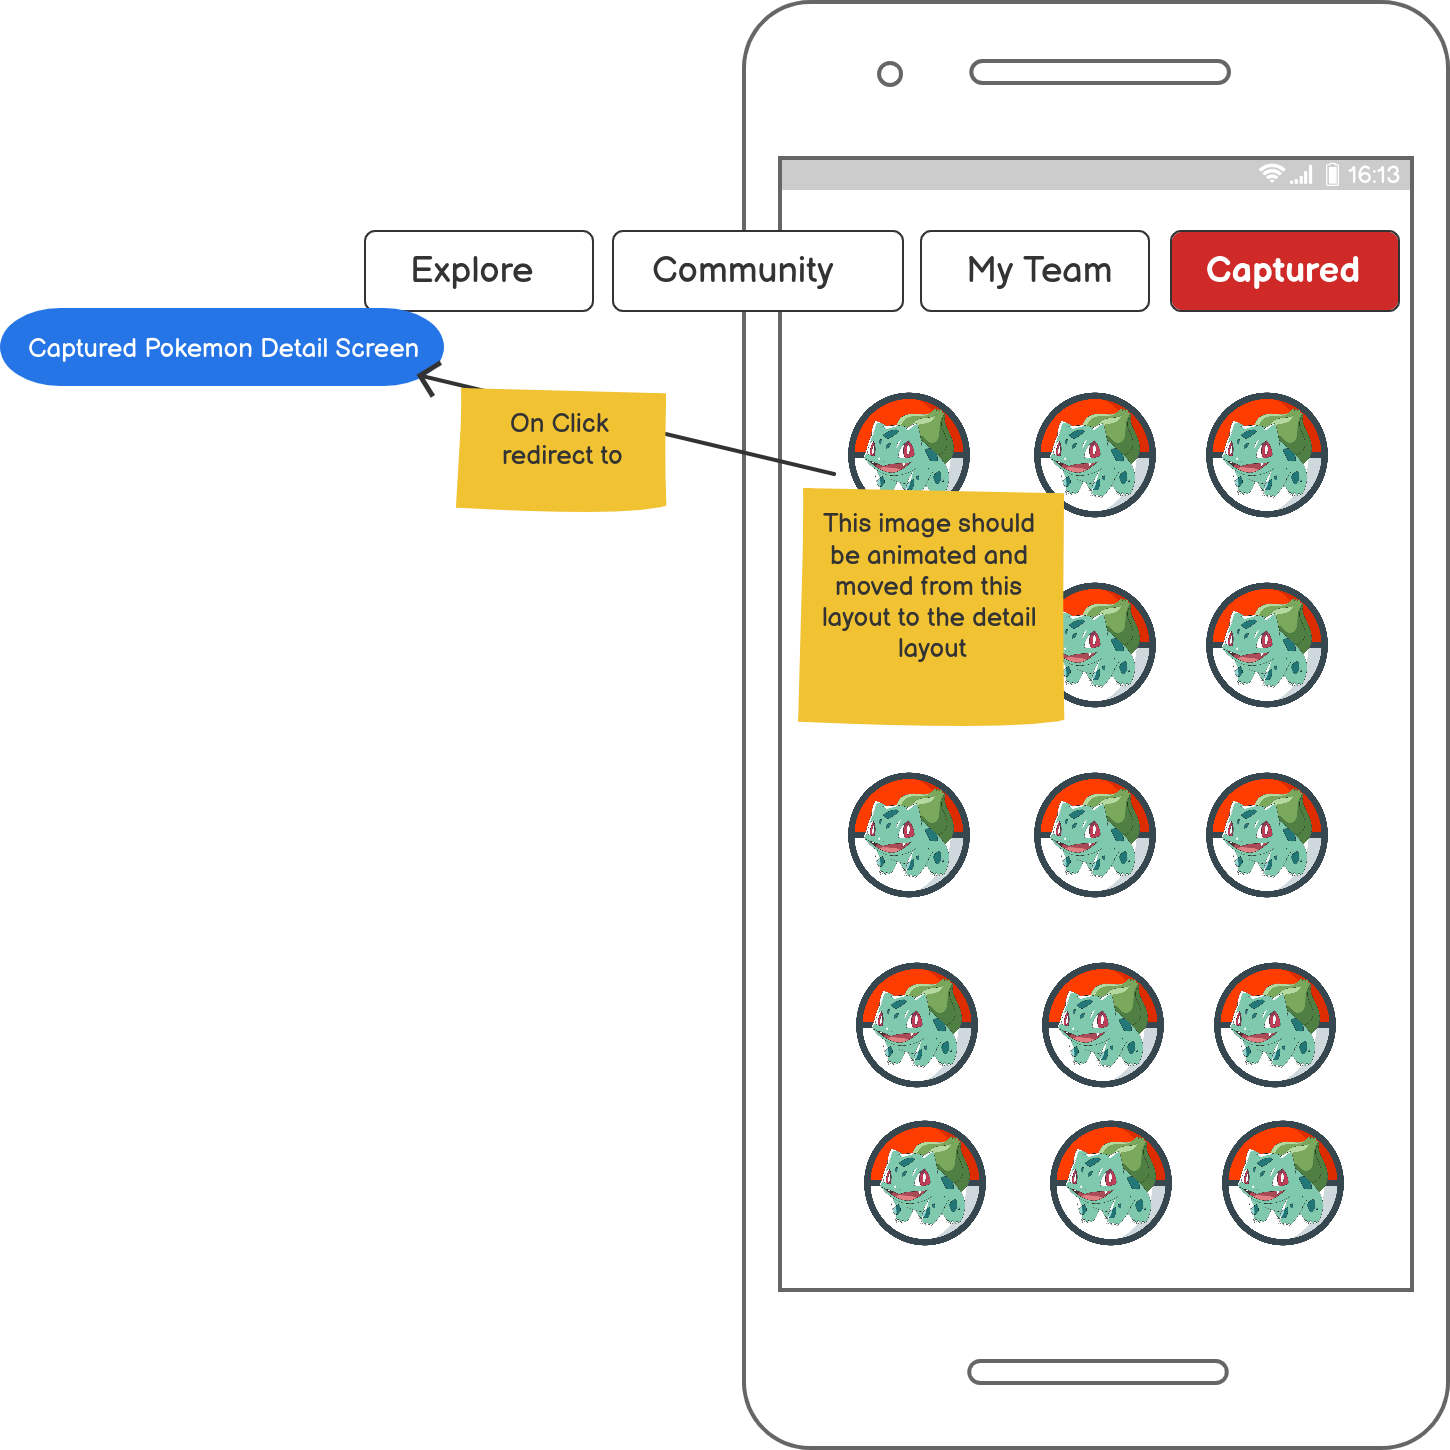 16:13
Explore
Community
My Team
Captured
Captured Pokemon Detail Screen
On Click
redirect to
This image should
be animated and
moved from this
layout to the detail
layout